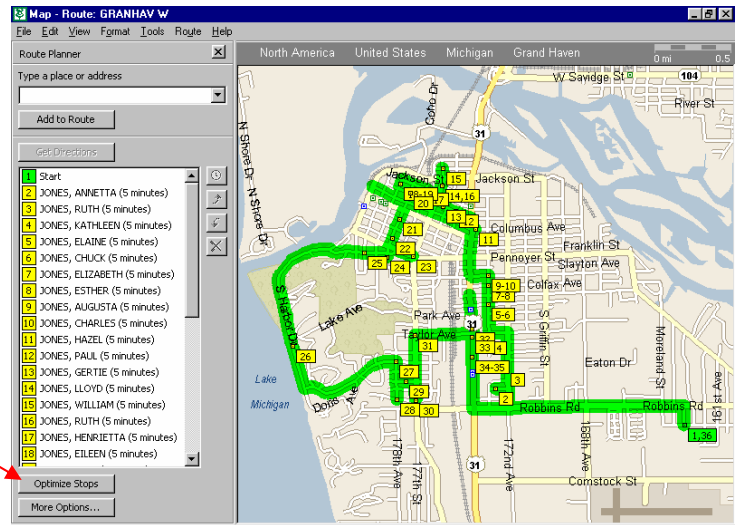 Map - Route: GRANHAV W
File Edit View Format Tools Route Help
Route Planner
Type a place or address
Add to Route
Get Directions
1 Start
2 JONES, ANNETTA (5 minutes)
3 JONES, RUTH (5 minutes)
4 JONES, KATHLEEN (5 minutes)
5 JONES, ELAINE (5 minutes)
6 JONES, CHUCK (5 minutes)
7 JONES, ELIZABETH (5 minutes)
8 JONES, ESTHER (5 minutes)
9 JONES, AUGUSTA (5 minutes)
10 JONES, CHARLES (5 minutes)
11 JONES, HAZEL (5 minutes)
12 JONES, PAUL (5 minutes)
13 JONES, GERTIE (5 minutes)
14 JONES, LLOYD (5 minutes)
15 JONES, WILLIAM (5 minutes)
16 JONES, RUTH (5 minutes)
17 JONES, HENRIETTA (5 minutes)
18 JONES, EILEEN (5 minutes)
Optimize Stops
More Options...
North America United States Michigan Grand Haven
0 mi 0.5
W Savidge St
104
River St
Coho Dr
N Shore Dr
N Shore Dr
31
Jackson St
15
Jackson St
14,16
20
13
2
21
11
Columbus Ave
22
Franklin St
Pennoyer St
25
24
23
Slayton Ave
9-10
Colfax Ave
7-8
S Harbor Dr
5-6
Park Ave
Lake Ave
31
S Griffin St
Taylor Ave
32
31
33
4
26
Moreland St
Eaton Dr
34-35
27
3
Lake
Michigan
29
2
Doris Ave
28
30
Robbins Rd
Robbins Rd
161st Ave
1,36
178th Ave
177th St
172nd Ave
168th Ave
31
Comstock St